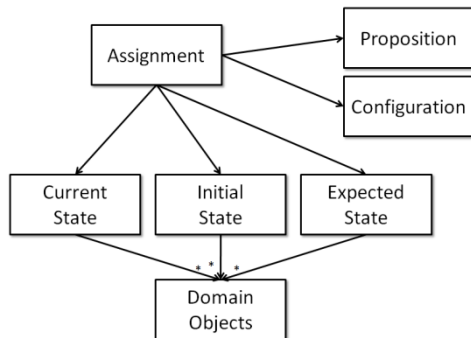 Proposition
Assignment
Configuration
Current
State
Initial
State
Expected
State
* * *
Domain
Objects